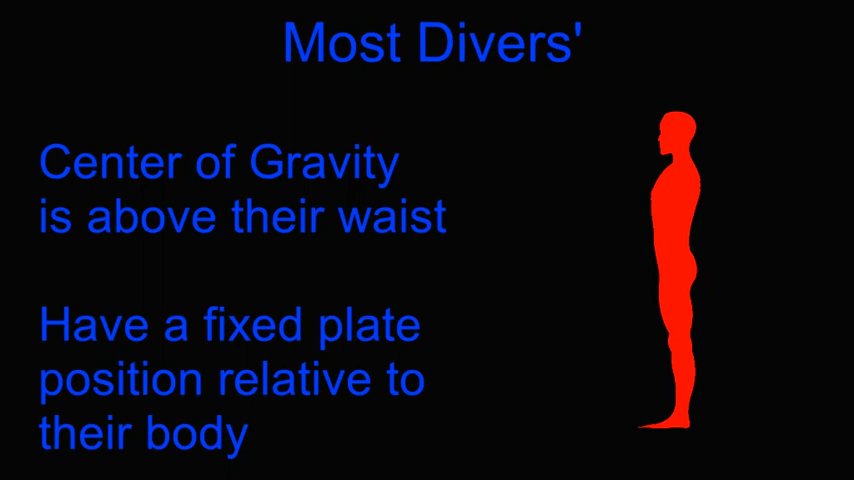 Most Divers'
Center of Gravity
is above their waist
Have a fixed plate
position relative to
their body